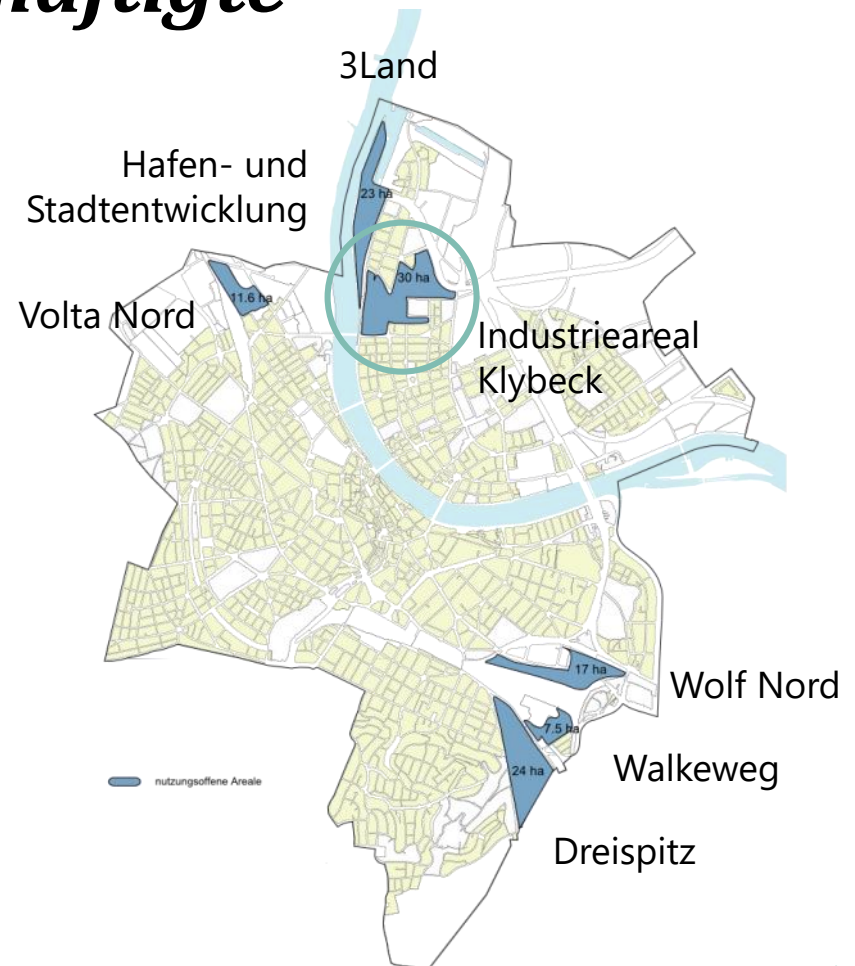 häftigte
3Land
Hafen- und
Stadtentwicklung
23 ha
30 ha
11.6 ha
Volta Nord
Industrieareal
Klybeck
17 ha
Wolf Nord
7.5 ha
24 ha
Walkeweg
nutzungsoffene Areale
Dreispitz